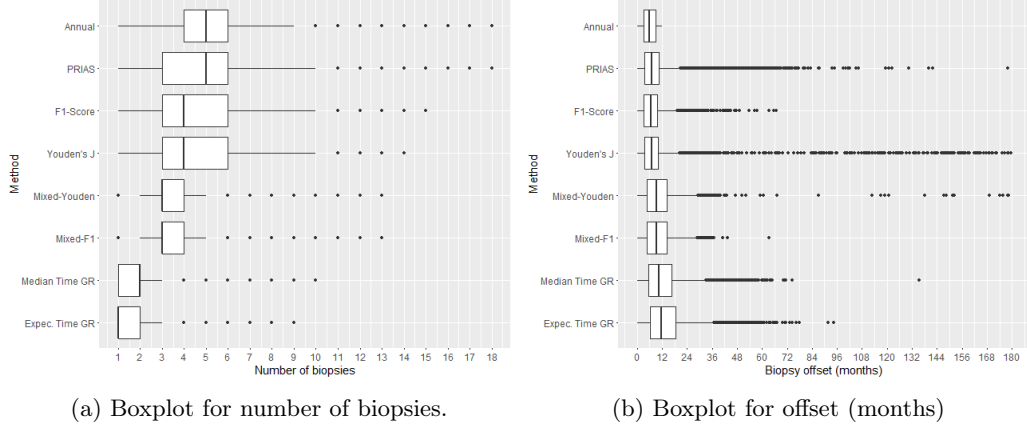 Annual
PRIAS
F1-Score
Youden's J
Mixed-Youden
Mixed-F1
Median Time GR
Expec. Time GR
Method
1 2 3 4 5 6 7 8 9 10 11 12 13 14 15 16 17 18
Number of biopsies
(a) Boxplot for number of biopsies.
Annual
PRIAS
F1-Score
Youden's J
Mixed-Youden
Mixed-F1
Median Time GR
Expec. Time GR
Method
0 12 24 36 48 60 72 84 96 108 120 132 144 156 168 180
Biopsy offset (months)
(b) Boxplot for offset (months)